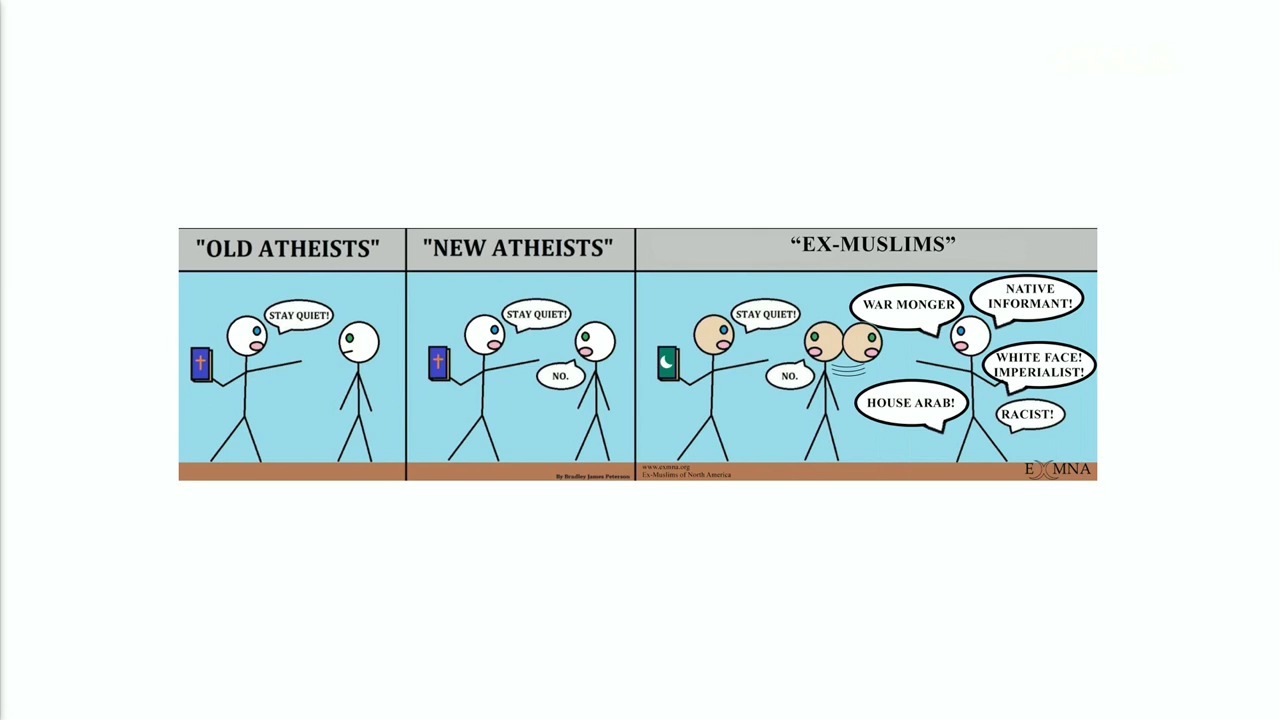 "OLD ATHEISTS"
STAY QUIET!
"NEW ATHEISTS"
STAY QUIET!
NO.
By Bradley James Peterson
“EX-MUSLIMS”
STAY QUIET!
NO.
WAR MONGER
NATIVE
INFORMANT!
WHITE FACE!
IMPERIALIST!
HOUSE ARAB!
RACIST!
www.exmna.org
Ex-Muslims of North America
EXMNA